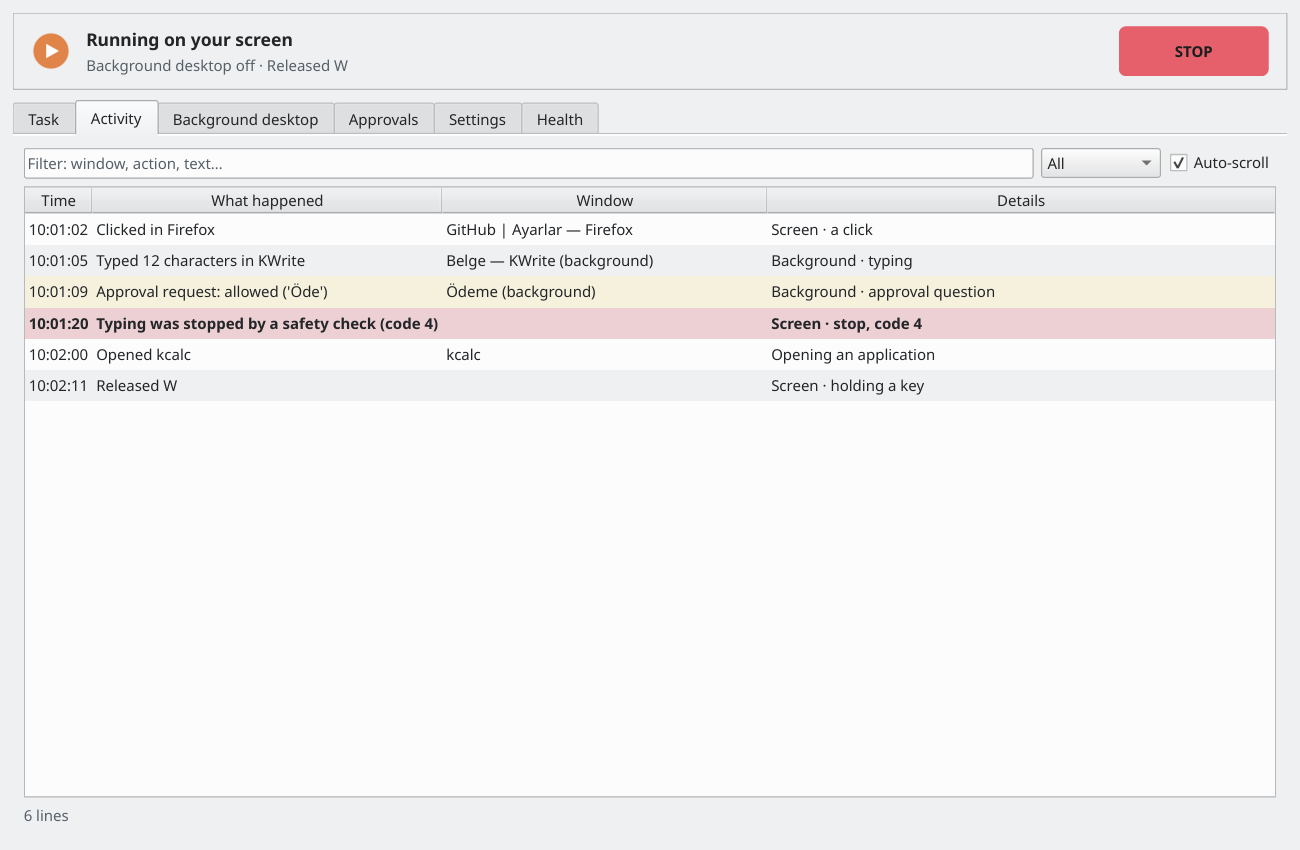 Running on your screen
Background desktop off · Released W
STOP
Task Activity Background desktop Approvals Settings Health
Filter: window, action, text... All Auto-scroll
Time What happened Window Details
10:01:02 Clicked in Firefox GitHub | Ayarlar — Firefox Screen · a click
10:01:05 Typed 12 characters in KWrite Belge — KWrite (background) Background · typing
10:01:09 Approval request: allowed ('Öde') Ödeme (background) Background · approval question
10:01:20 Typing was stopped by a safety check (code 4) Screen · stop, code 4
10:02:00 Opened kcalc kcalc Opening an application
10:02:11 Released W Screen · holding a key
6 lines